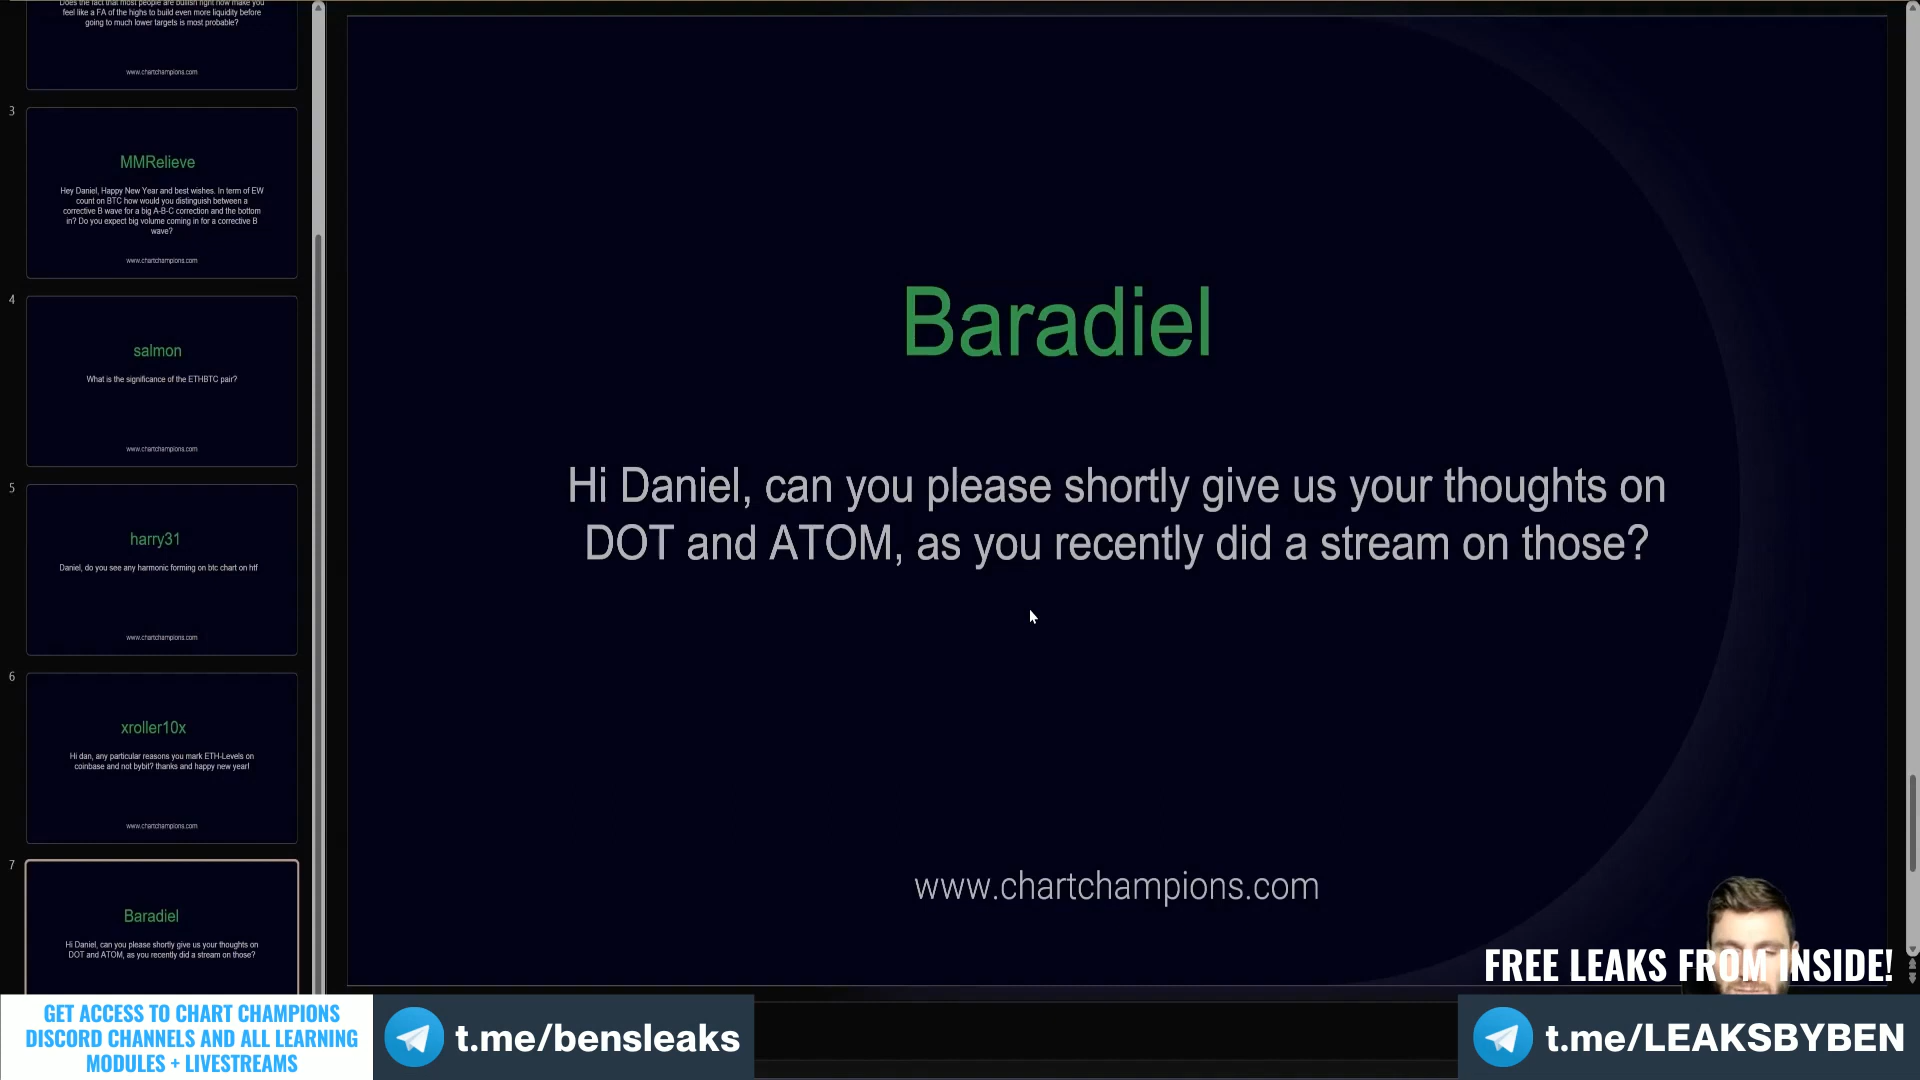 Does the fact that most people are bullish right now make you
feel like a FA of the highs to build even more liquidity before
going to much lower targets is most probable?
www.chartchampions.com
3
MMRelieve
Hey Daniel, Happy New Year and best wishes. In term of EW
count on BTC how would you distinguish between a
corrective B wave for a big A-B-C correction and the bottom
in? Do you expect big volume coming in for a corrective B
wave?
www.chartchampions.com
4
salmon
What is the significance of the ETHBTC pair?
www.chartchampions.com
5
harry31
Daniel, do you see any harmonic forming on btc chart on htf
www.chartchampions.com
6
xroller10x
Hi dan, any particular reasons you mark ETH-Levels on
coinbase and not bybit? thanks and happy new year!
www.chartchampions.com
7
Baradiel
Hi Daniel, can you please shortly give us your thoughts on
DOT and ATOM, as you recently did a stream on those?
Baradiel
Hi Daniel, can you please shortly give us your thoughts on
DOT and ATOM, as you recently did a stream on those?
www.chartchampions.com
FREE LEAKS FROM INSIDE!
GET ACCESS TO CHART CHAMPIONS
DISCORD CHANNELS AND ALL LEARNING
MODULES + LIVESTREAMS
t.me/bensleaks
t.me/LEAKSBYBEN